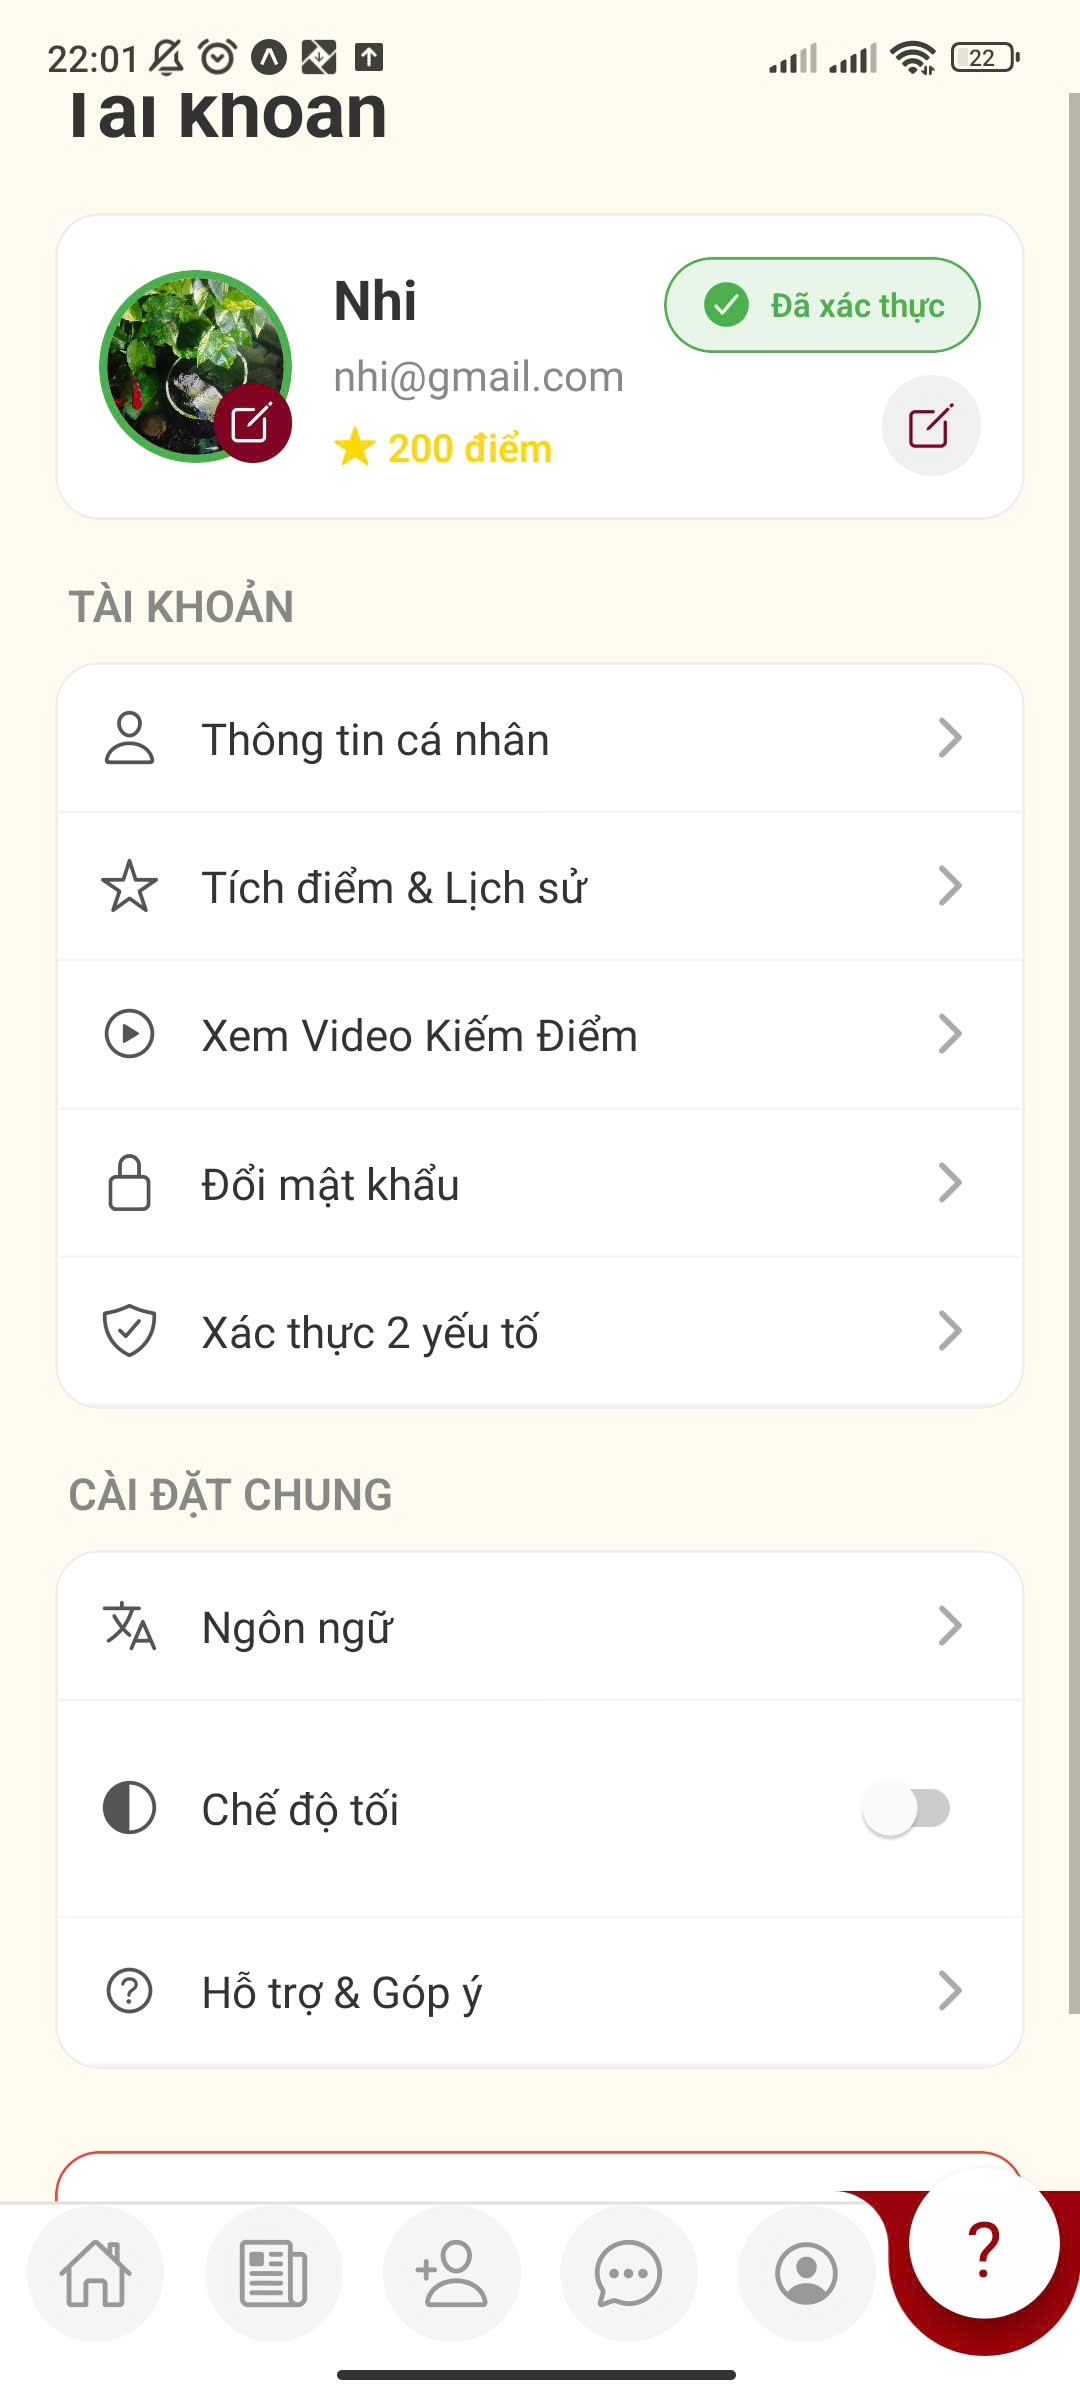 22:01
22
Tài khoản
Nhi
Đã xác thực
nhi@gmail.com
200 điểm
TÀI KHOẢN
Thông tin cá nhân
Tích điểm & Lịch sử
Xem Video Kiếm Điểm
Đổi mật khẩu
Xác thực 2 yếu tố
CÀI ĐẶT CHUNG
Ngôn ngữ
Chế độ tối
Hỗ trợ & Góp ý
?